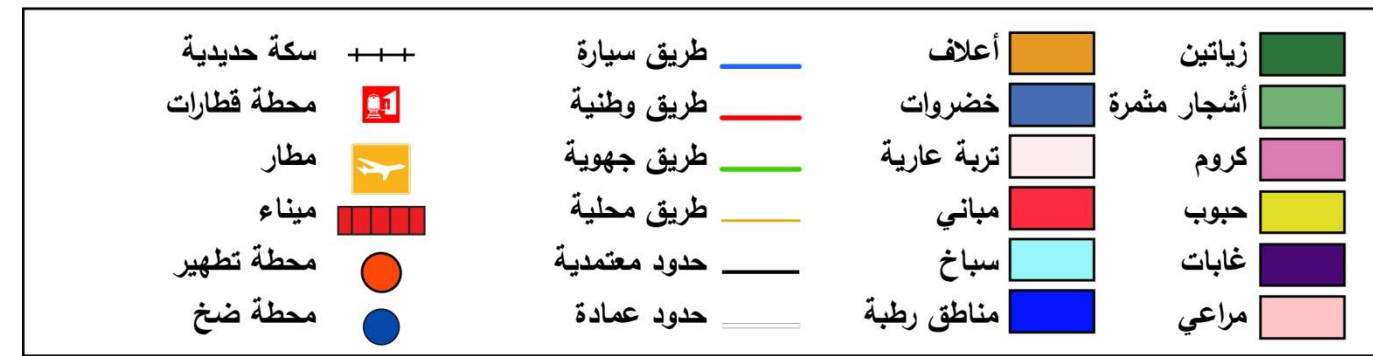 زياتين
أشجار مثمرة
كروم
حبوب
غابات
مراعي
أعلاف
خضروات
تربة عارية
مباني
سباخ
مناطق رطبة
طريق سيارة
طريق وطنية
طريق جهوية
طريق محلية
حدود معتمدية
حدود عمادة
سكة حديدية
محطة قطارات
مطار
ميناء
محطة تطهير
محطة ضخ